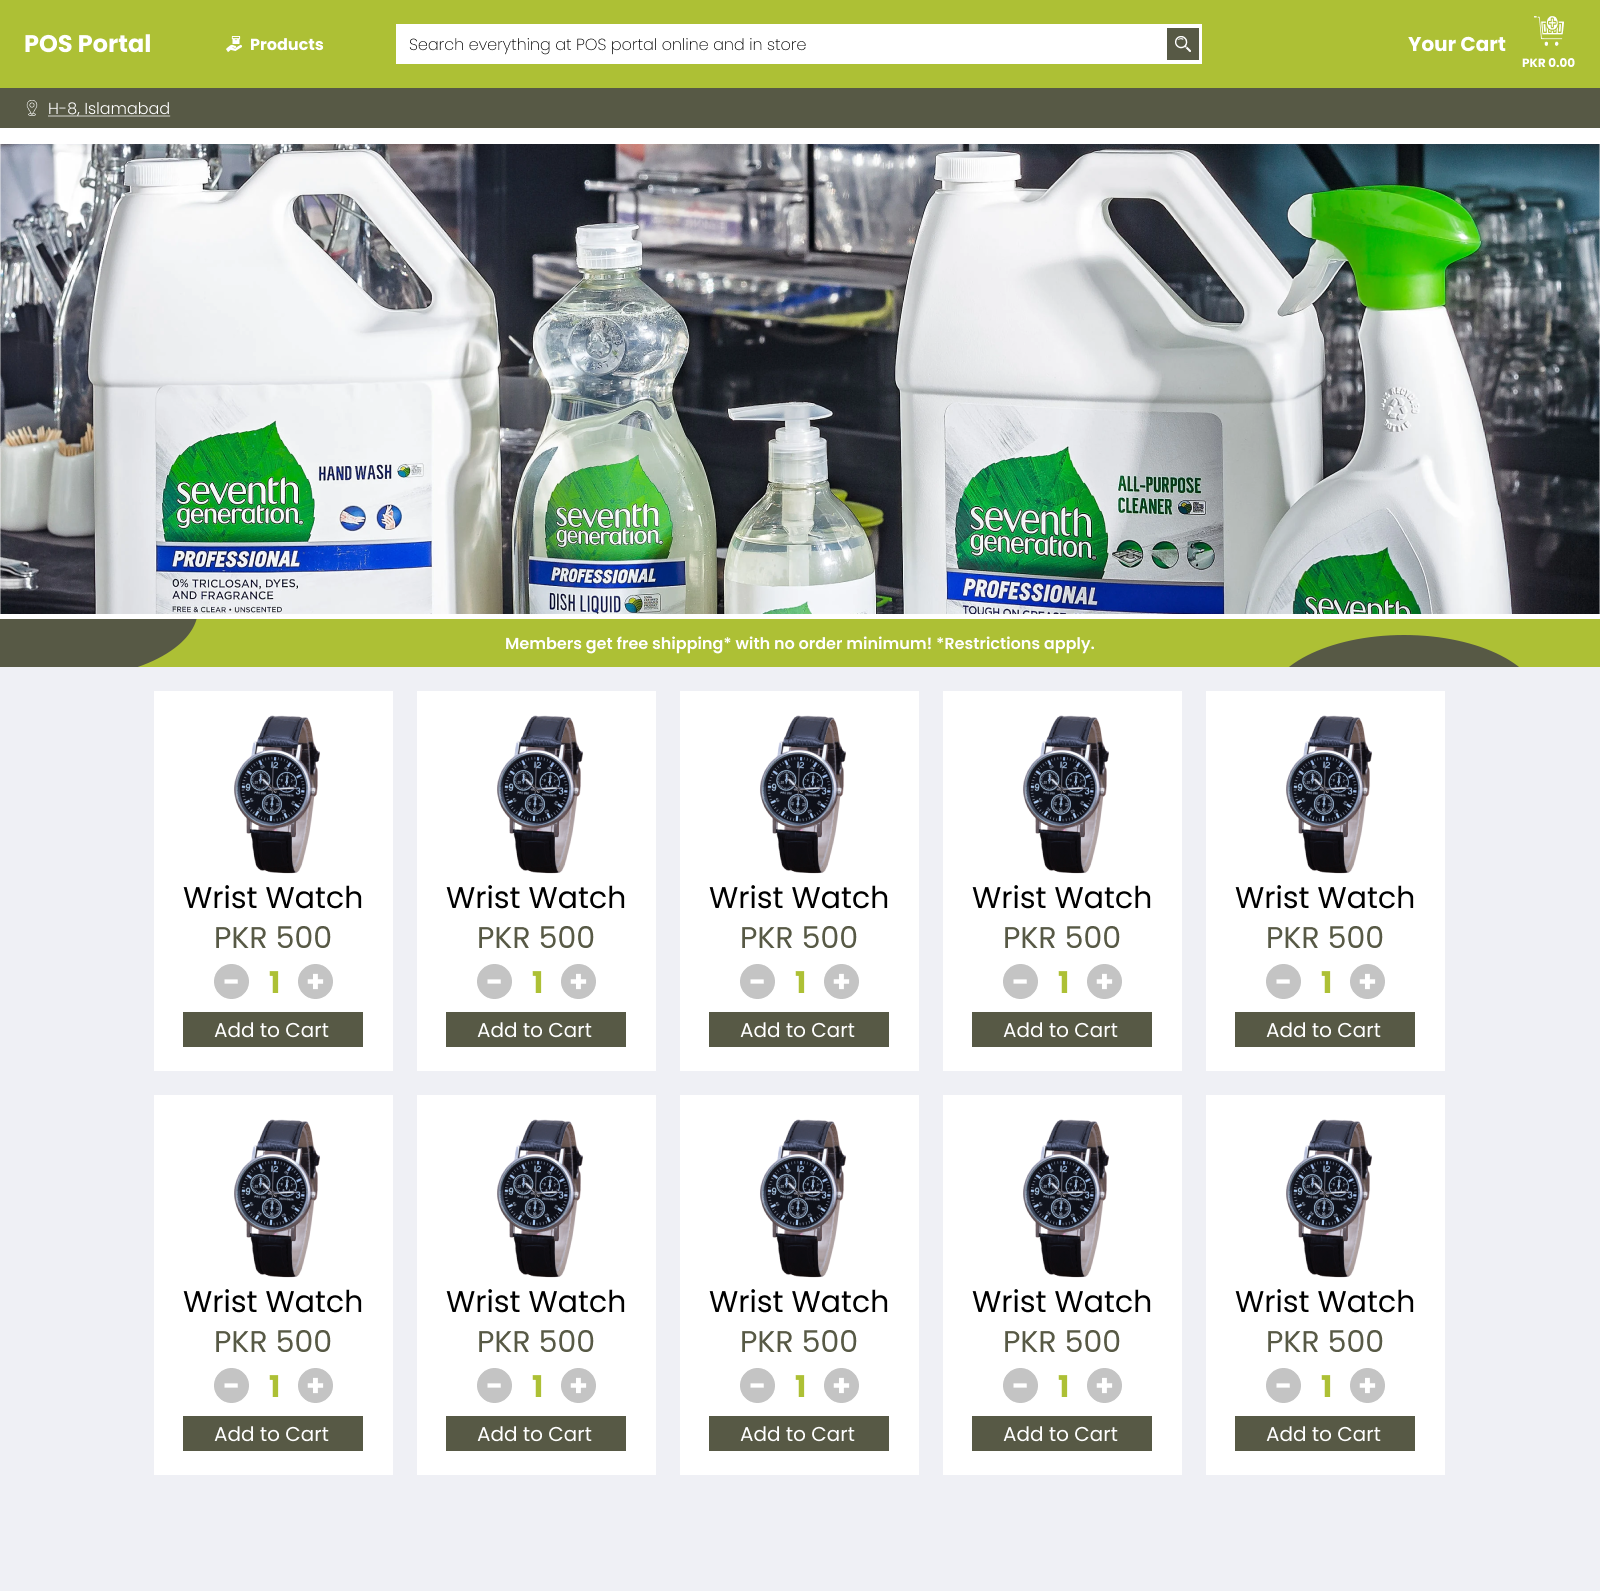 POS Portal
Products
Search everything at POS portal online and in store
Your Cart
PKR 0.00
H-8, Islamabad
seventh
generation.
HAND WASH
PROFESSIONAL
0% TRICLOSAN, DYES,
AND FRAGRANCE
FREE & CLEAR • UNSCENTED
seventh
generation.
PROFESSIONAL
DISH LIQUID
seventh
generation.
ALL-PURPOSE
CLEANER
PROFESSIONAL
TOUGH ON GREASE
seventh
Members get free shipping* with no order minimum! *Restrictions apply.
Wrist Watch Wrist Watch Wrist Watch Wrist Watch Wrist Watch
PKR 500 PKR 500 PKR 500 PKR 500 PKR 500
1 1 1 1 1
Add to Cart Add to Cart Add to Cart Add to Cart Add to Cart
Wrist Watch Wrist Watch Wrist Watch Wrist Watch Wrist Watch
PKR 500 PKR 500 PKR 500 PKR 500 PKR 500
1 1 1 1 1
Add to Cart Add to Cart Add to Cart Add to Cart Add to Cart